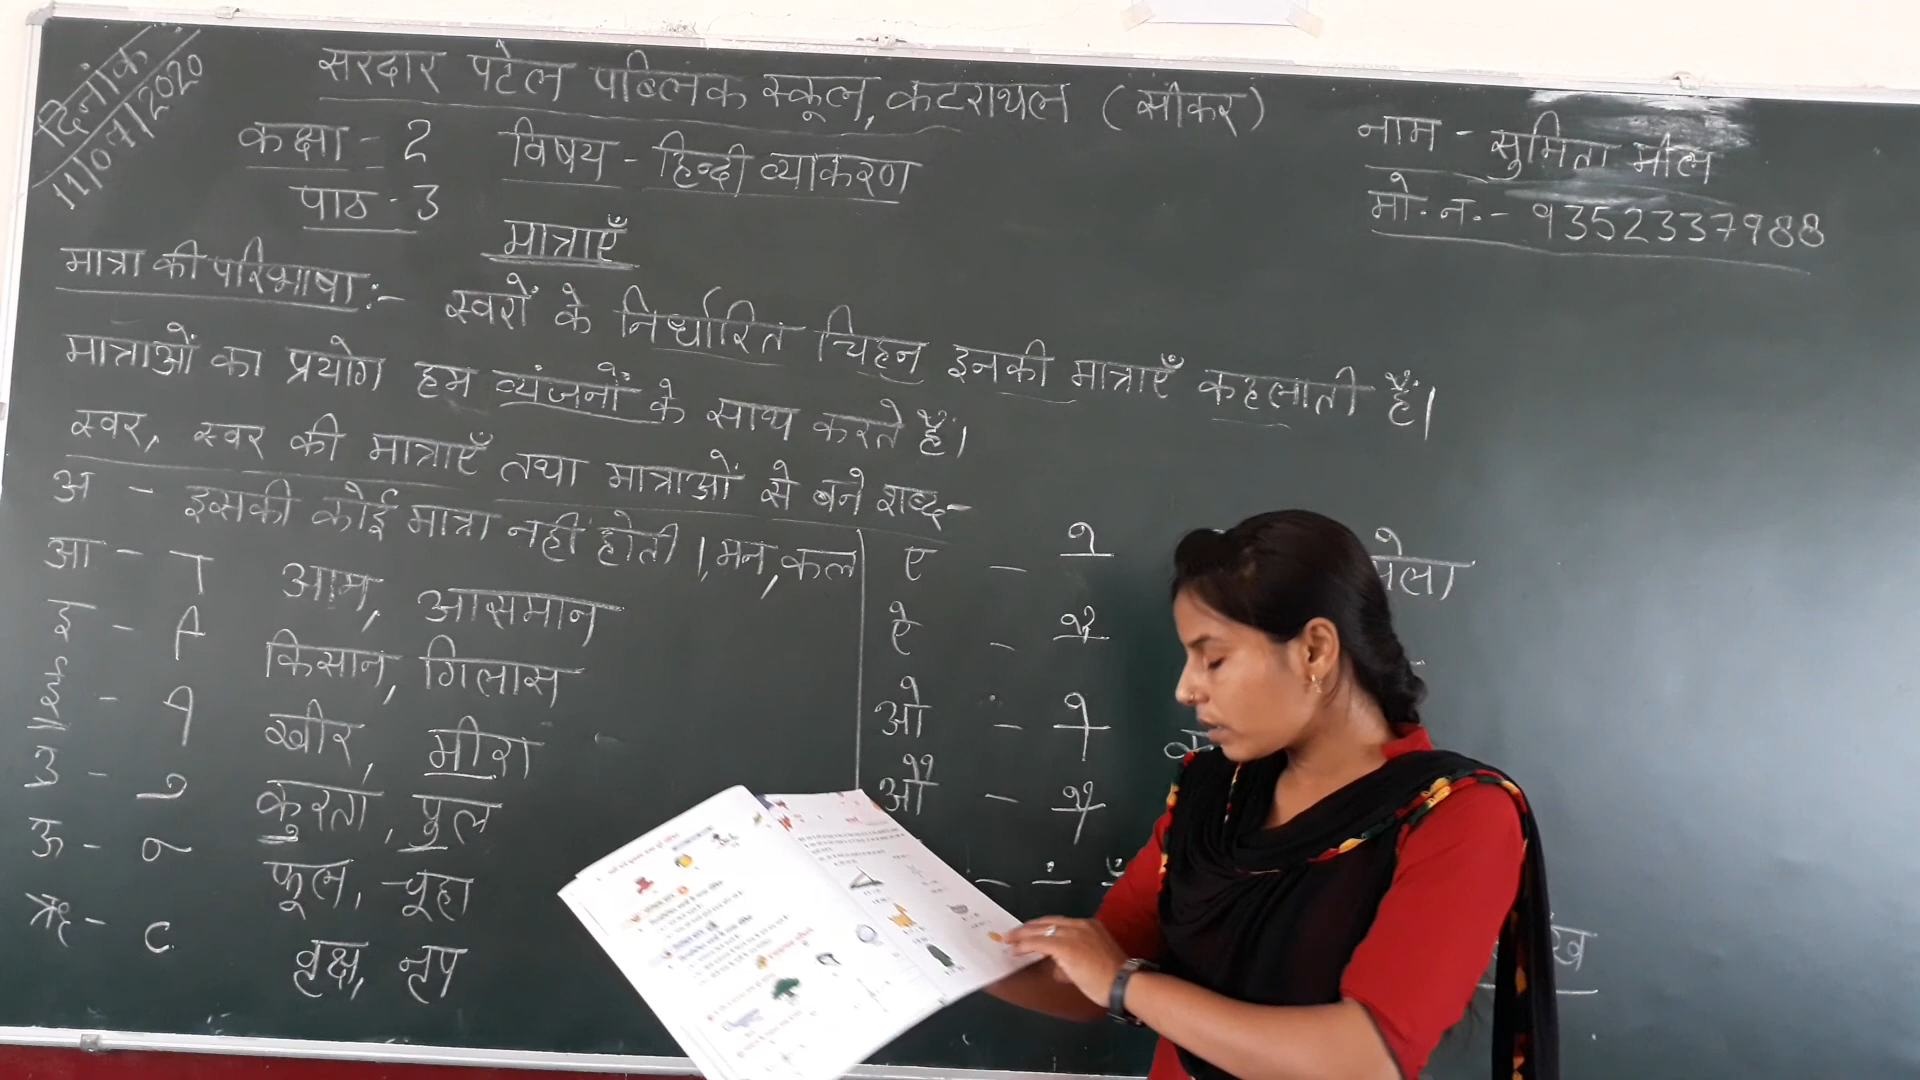 दिनांक
11/07/2020
सरदार पटेल पब्लिक स्कूल, कटराथल (सीकर)
कक्षा - 2 विषय - हिन्दी व्याकरण
पाठ - 3
नाम - सुमिता मील
मो. न. - 9352337988
मात्राएँ
मात्रा की परिभाषा :- स्वरों के निर्धारित चिह्न इनकी मात्राएँ कहलाती हैं।
मात्राओं का प्रयोग हम व्यंजनों के साथ करते हैं।
स्वर, स्वर की मात्राएँ तथा मात्राओं से बने शब्द-
अ - इसकी कोई मात्रा नहीं होती। मन, कल
आ - ा आम, आसमान
इ - ि किसान, गिलास
ई - ी खीर, मीरा
उ - ु कुरता, पुल
ऊ - ू फूल, चूहा
ऋ - ृ वृक्ष, नृप
ए - े
ऐ - ै
ओ - ो
औ - ौ
- ं